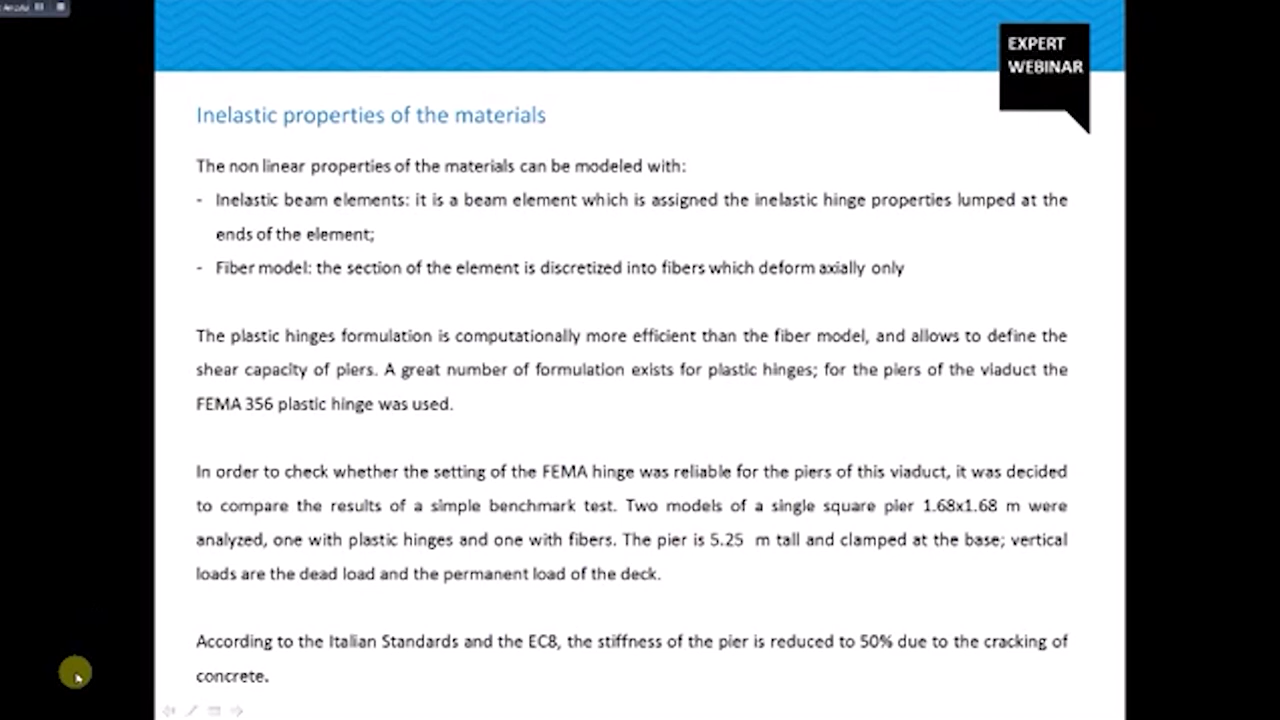 EXPERT
WEBINAR
Inelastic properties of the materials
The non linear properties of the materials can be modeled with:
- Inelastic beam elements: it is a beam element which is assigned the inelastic hinge properties lumped at the
ends of the element;
- Fiber model: the section of the element is discretized into fibers which deform axially only
The plastic hinges formulation is computationally more efficient than the fiber model, and allows to define the
shear capacity of piers. A great number of formulation exists for plastic hinges; for the piers of the viaduct the
FEMA 356 plastic hinge was used.
In order to check whether the setting of the FEMA hinge was reliable for the piers of this viaduct, it was decided
to compare the results of a simple benchmark test. Two models of a single square pier 1.68x1.68 m were
analyzed, one with plastic hinges and one with fibers. The pier is 5.25 m tall and clamped at the base; vertical
loads are the dead load and the permanent load of the deck.
According to the Italian Standards and the EC8, the stiffness of the pier is reduced to 50% due to the cracking of
concrete.